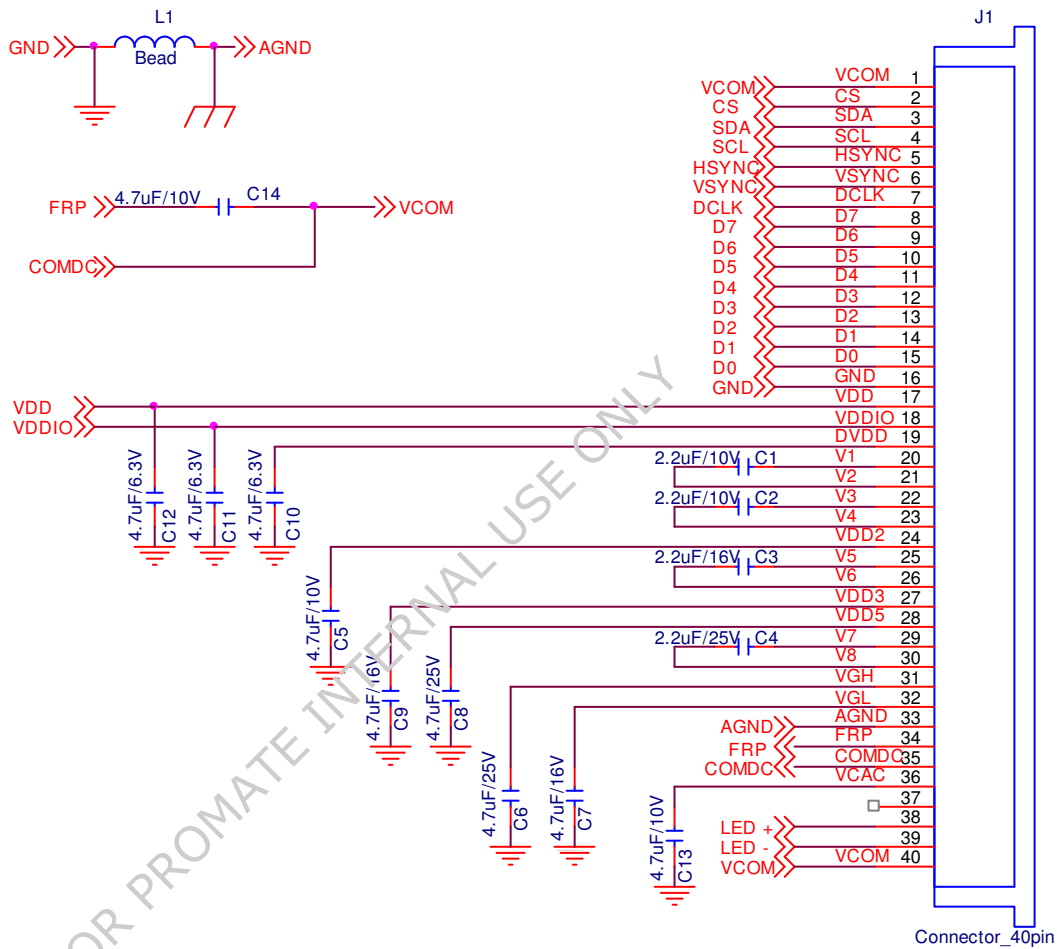 L1
GND
AGND
Bead
FRP
4.7uF/10V
C14
VCOM
COMDC
VDD
VDDIO
4.7uF/6.3V
C12
4.7uF/6.3V
C11
4.7uF/6.3V
C10
4.7uF/10V
C5
4.7uF/16V
C9
4.7uF/25V
C8
4.7uF/25V
C6
4.7uF/16V
C7
4.7uF/10V
C13
2.2uF/10V C1
2.2uF/10V C2
2.2uF/16V C3
2.2uF/25V C4
J1
VCOM VCOM 1
CS CS 2
SDA SDA 3
SCL SCL 4
HSYNC HSYNC 5
VSYNC VSYNC 6
DCLK DCLK 7
D7 D7 8
D6 D6 9
D5 D5 10
D4 D4 11
D3 D3 12
D2 D2 13
D1 D1 14
D0 D0 15
GND GND 16
VDD 17
VDDIO 18
DVDD 19
V1 20
V2 21
V3 22
V4 23
VDD2 24
V5 25
V6 26
VDD3 27
VDD5 28
V7 29
V8 30
VGH 31
VGL 32
AGND AGND 33
FRP FRP 34
COMDC COMDC 35
VCAC 36
37
LED + 38
LED - 39
VCOM VCOM 40
Connector_40pin
OR PROMATE INTERNAL USE ONLY